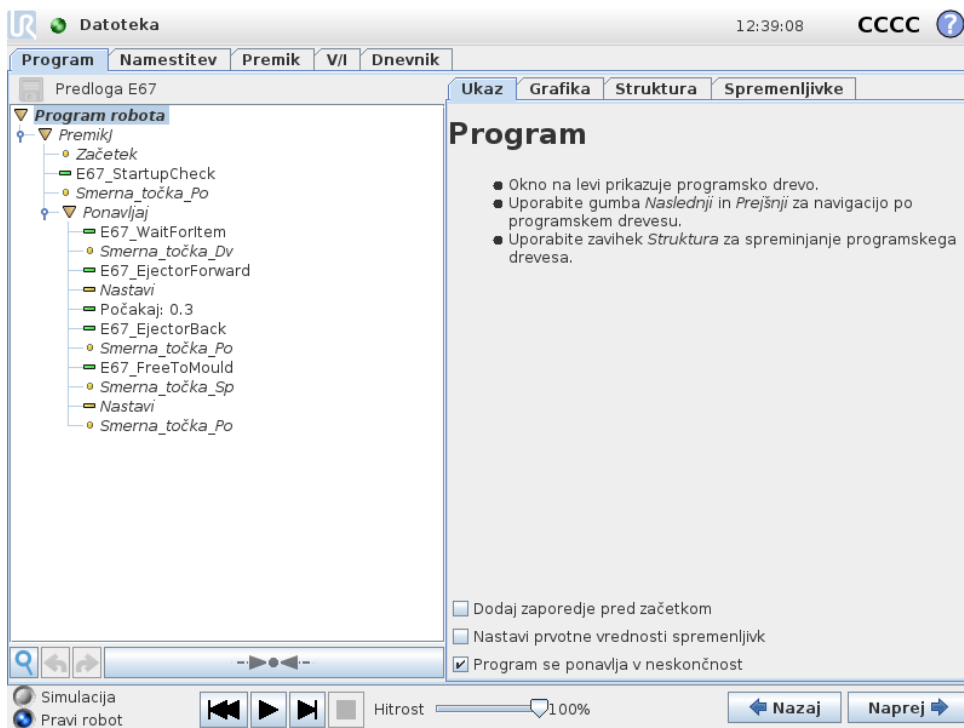 UR Datoteka 12:39:08 CCCC ?
Program Namestitev Premik V/I Dnevnik
Predloga E67
Ukaz Grafika Struktura Spremenljivke
Program robota
PremikJ
Začetek
E67_StartupCheck
Smerna_točka_Po
Ponavljaj
E67_WaitForItem
Smerna_točka_Dv
E67_EjectorForward
Nastavi
Počakaj: 0.3
E67_EjectorBack
Smerna_točka_Po
E67_FreeToMould
Smerna_točka_Sp
Nastavi
Smerna_točka_Po
Program
Okno na levi prikazuje programsko drevo.
Uporabite gumba Naslednji in Prejšnji za navigacijo po
programskem drevesu.
Uporabite zavihek Struktura za spreminjanje programskega
drevesa.
Dodaj zaporedje pred začetkom
Nastavi prvotne vrednosti spremenljivk
Program se ponavlja v neskončnost
Simulacija
Pravi robot
Hitrost 100%
Nazaj Naprej